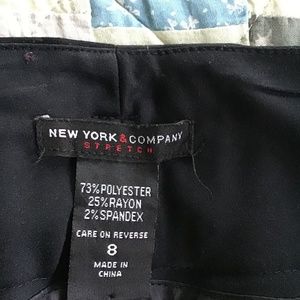 NEW YORK & COMPANY
STRETCH
73% POLYESTER
25% RAYON
2% SPANDEX
CARE ON REVERSE
8
MADE IN
CHINA